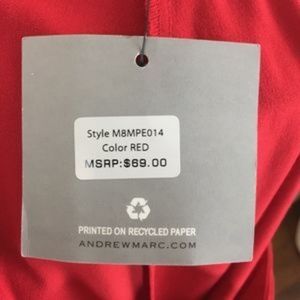 Style M8MPE014
Color RED
MSRP:$69.00
PRINTED ON RECYCLED PAPER
ANDREWMARC.COM